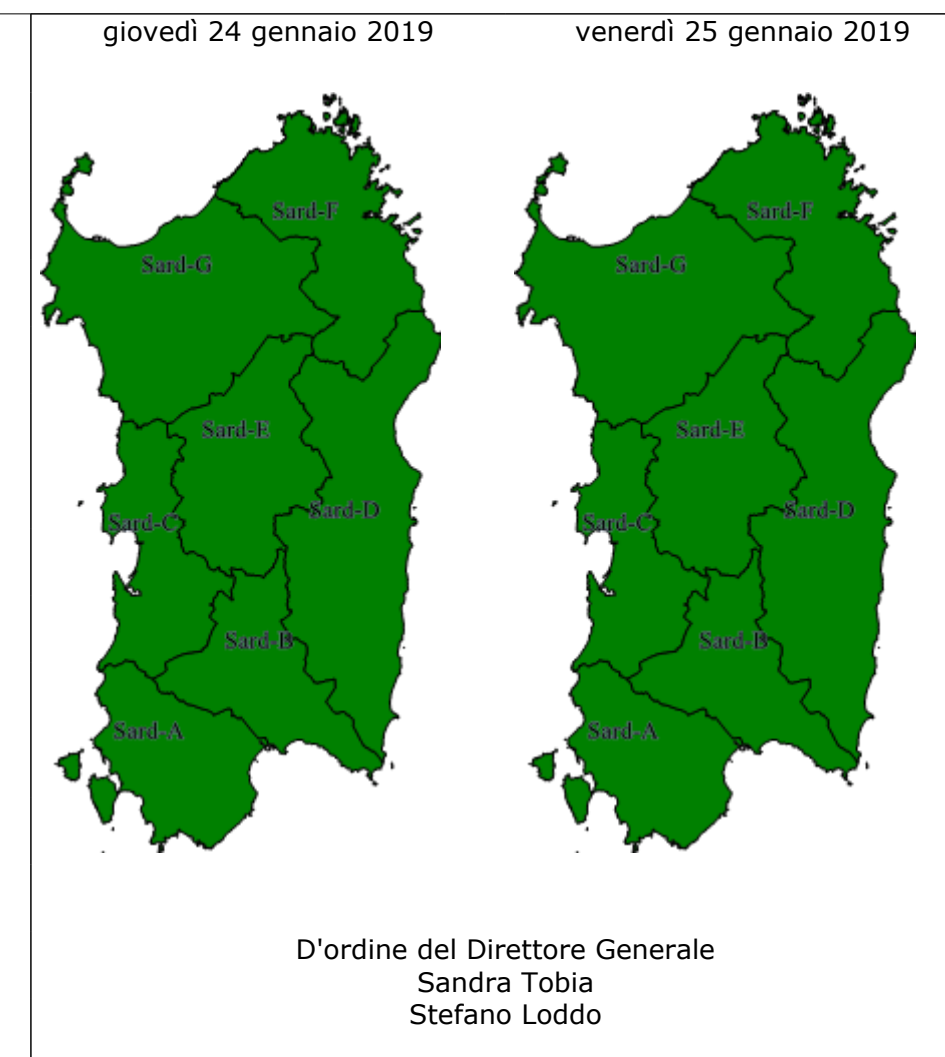 giovedì 24 gennaio 2019
venerdì 25 gennaio 2019
Sard-F
Sard-G
Sard-E
Sard-D
Sard-C
Sard-B
Sard-A
Sard-F
Sard-G
Sard-E
Sard-D
Sard-C
Sard-B
Sard-A
D'ordine del Direttore Generale
Sandra Tobia
Stefano Loddo